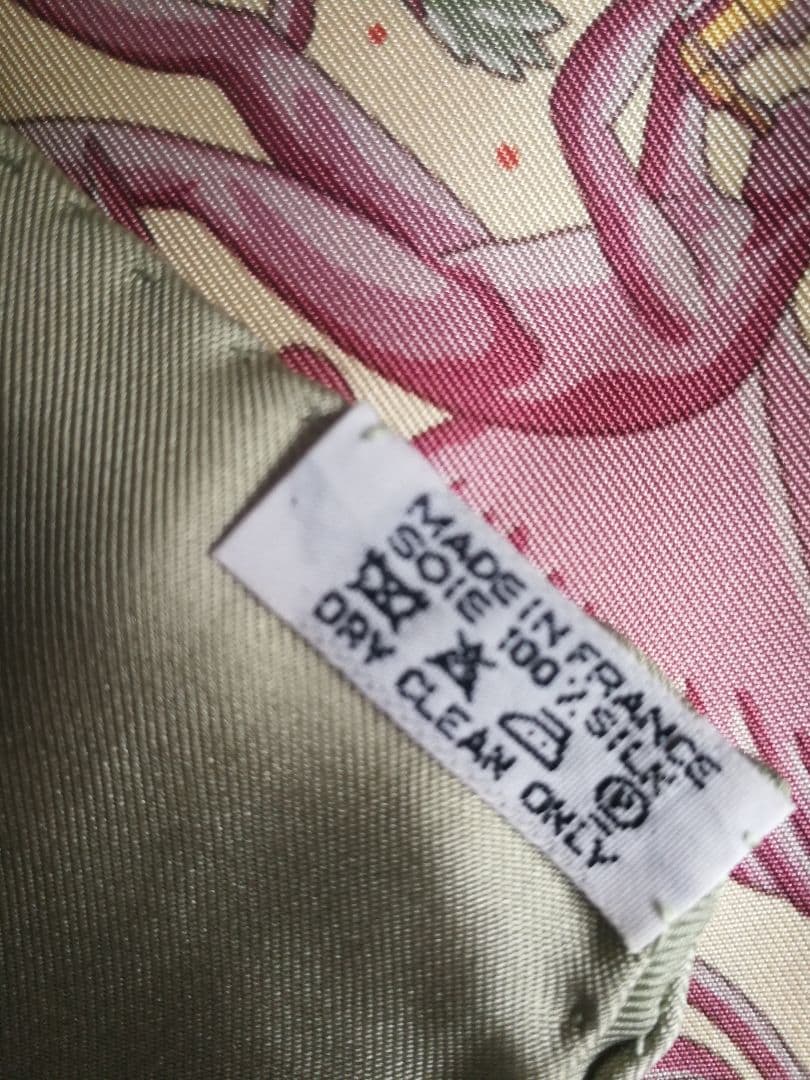 MADE IN FRANCE
SOIE 100% SILK
DRY CLEAN ONLY